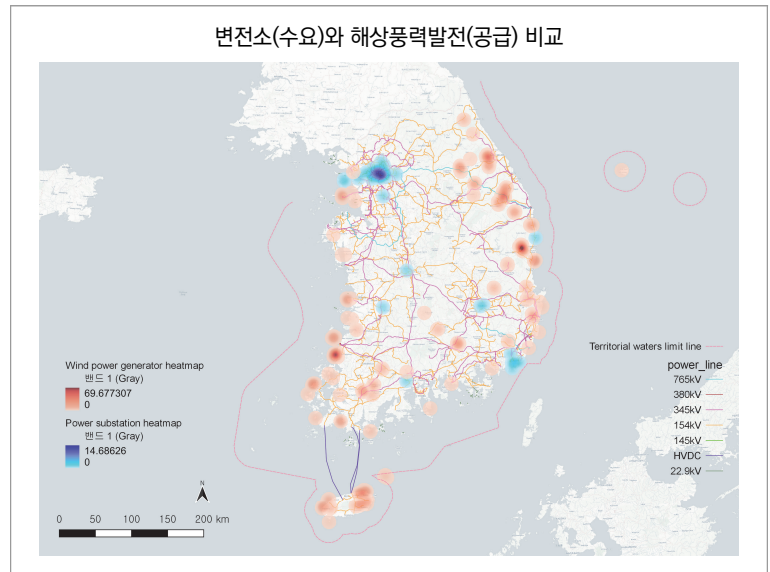 변전소(수요)와 해상풍력발전(공급) 비교
Wind power generator heatmap
밴드 1 (Gray)
69.677307
0
Power substation heatmap
밴드 1 (Gray)
14.68626
0
N
0 50 100 150 200 km
Territorial waters limit line
power_line
765kV
380kV
345kV
154kV
145kV
HVDC
22.9kV